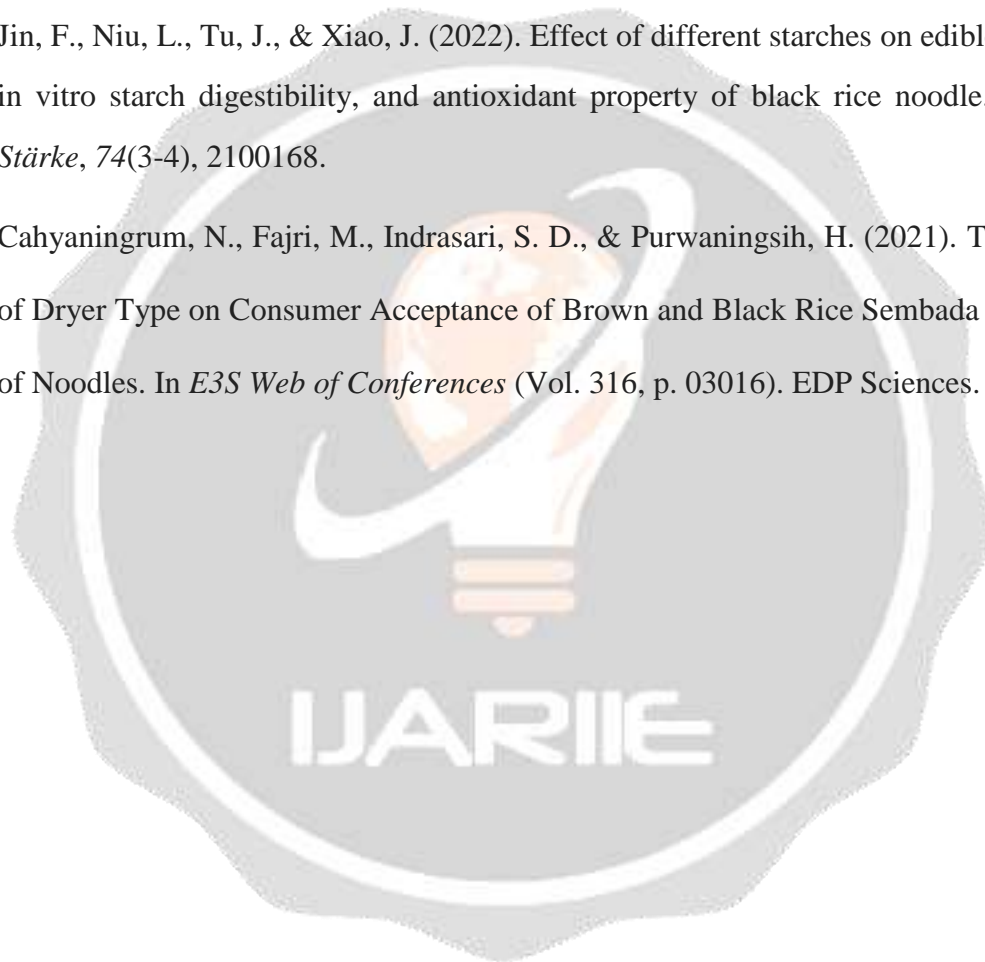 Jin, F., Niu, L., Tu, J., & Xiao, J. (2022). Effect of different starches on edibl
in vitro starch digestibility, and antioxidant property of black rice noodle.
Stärke, 74(3-4), 2100168.
Cahyaningrum, N., Fajri, M., Indrasari, S. D., & Purwaningsih, H. (2021). T
of Dryer Type on Consumer Acceptance of Brown and Black Rice Sembada
of Noodles. In E3S Web of Conferences (Vol. 316, p. 03016). EDP Sciences.
IJARIIE